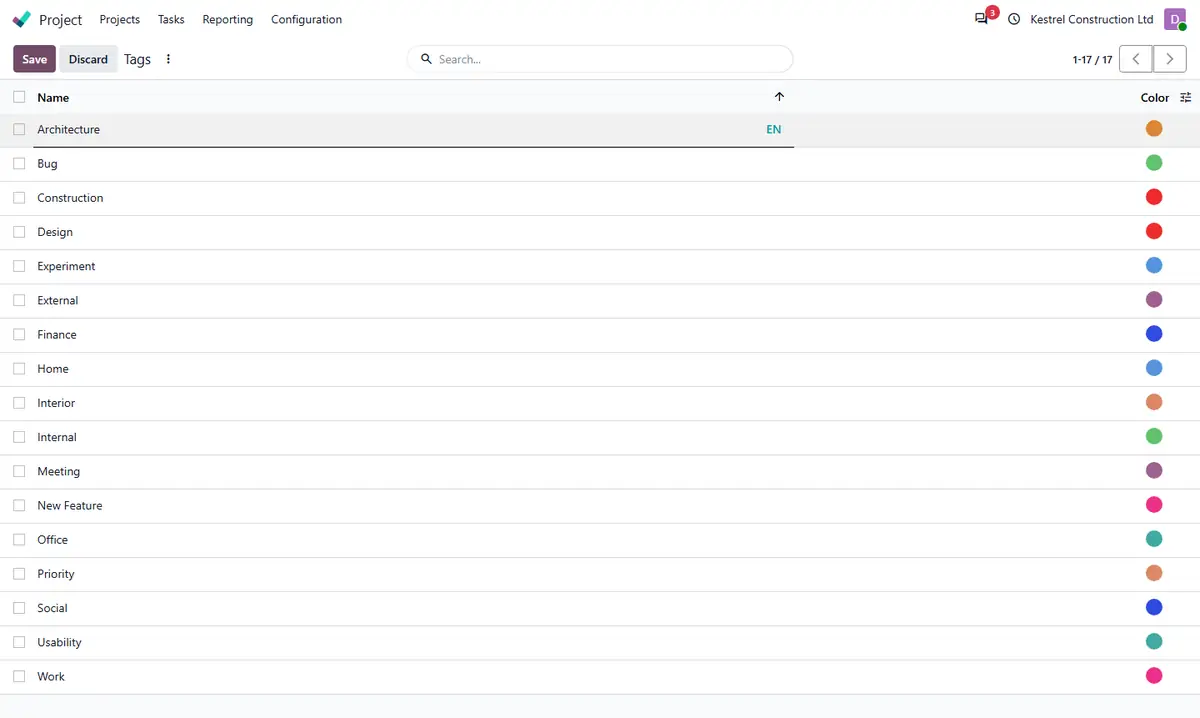 Project Projects Tasks Reporting Configuration 3 Kestrel Construction Ltd D
Save Discard Tags Search... 1-17 / 17
Name Color
Architecture EN
Bug
Construction
Design
Experiment
External
Finance
Home
Interior
Internal
Meeting
New Feature
Office
Priority
Social
Usability
Work